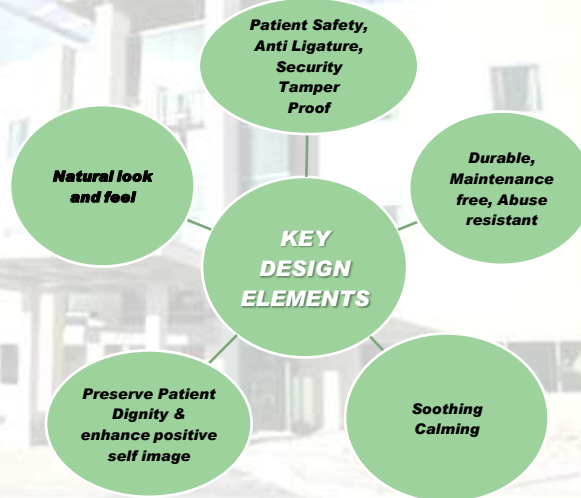 Patient Safety,
Anti Ligature,
Security
Tamper
Proof
Natural look
and feel
Durable,
Maintenance
free, Abuse
resistant
KEY
DESIGN
ELEMENTS
Preserve Patient
Dignity &
enhance positive
self image
Soothing
Calming